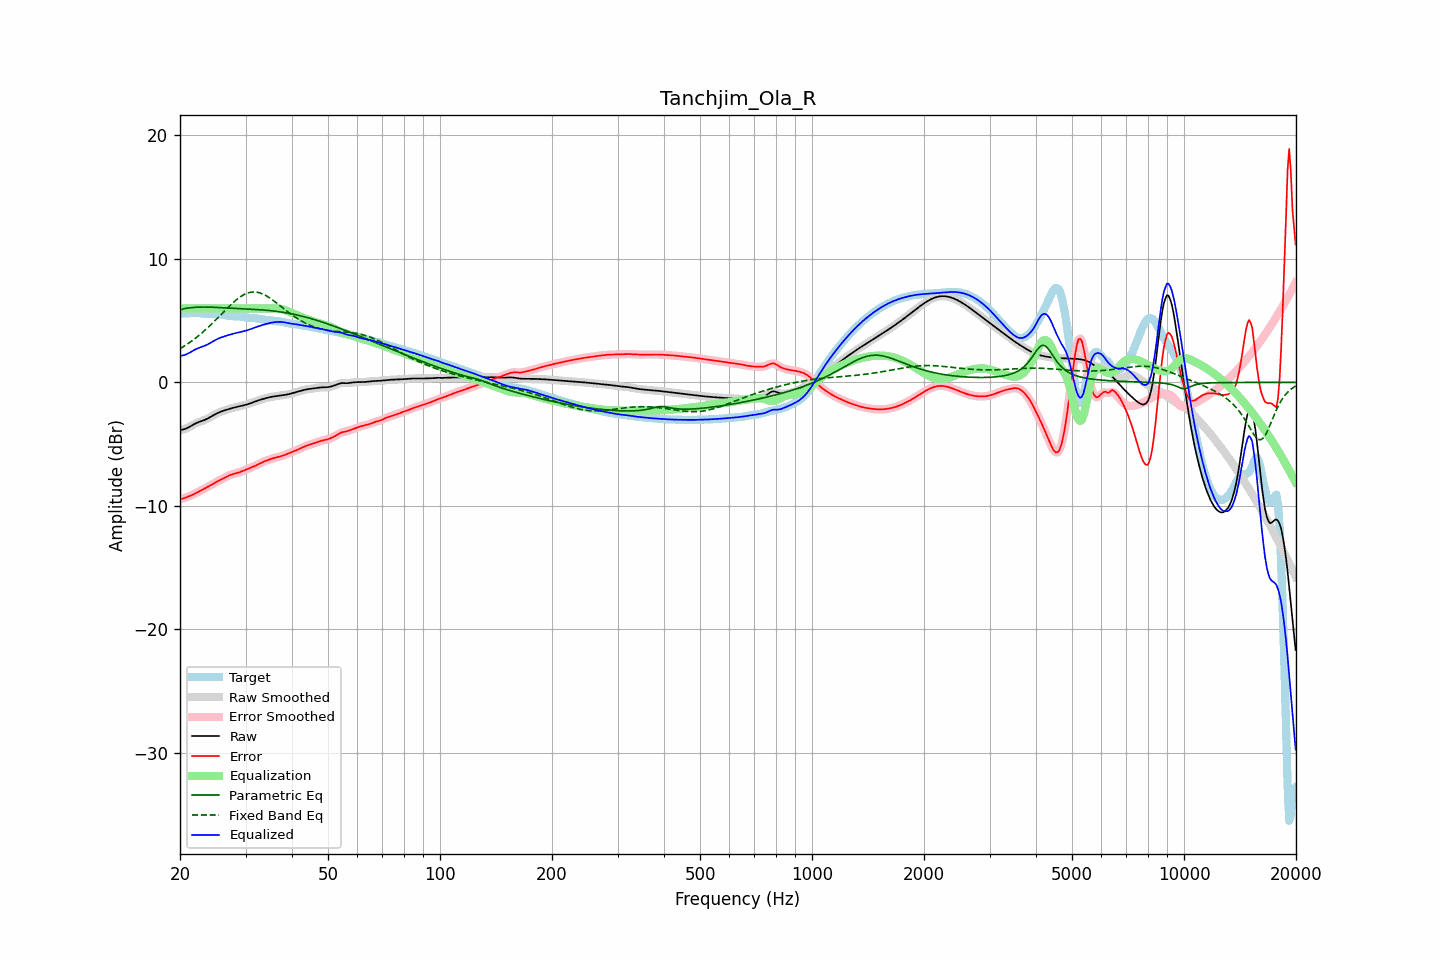 Tanchjim_Ola_R
20
10
0
−10
−20
−30
Amplitude (dBr)
Target
Raw Smoothed
Error Smoothed
Raw
Error
Equalization
Parametric Eq
Fixed Band Eq
Equalized
20 50 100 200 500 1000 2000 5000 10000 20000
Frequency (Hz)